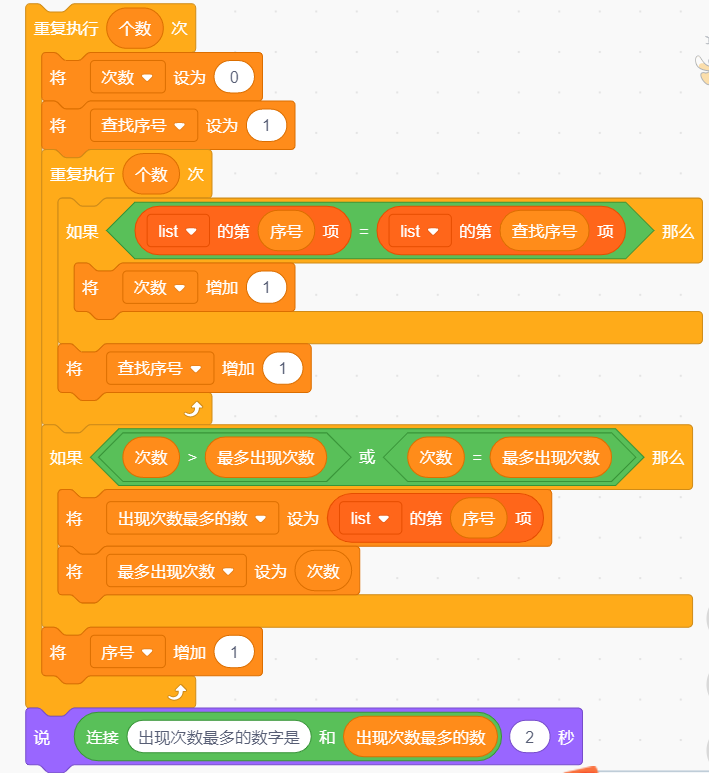 重复执行 个数 次
将 次数 设为 0
将 查找序号 设为 1
重复执行 个数 次
如果 list 的第 序号 项 = list 的第 查找序号 项 那么
将 次数 增加 1
将 查找序号 增加 1
如果 次数 > 最多出现次数 或 次数 = 最多出现次数 那么
将 出现次数最多的数 设为 list 的第 序号 项
将 最多出现次数 设为 次数
将 序号 增加 1
说 连接 出现次数最多的数字是 和 出现次数最多的数 2 秒